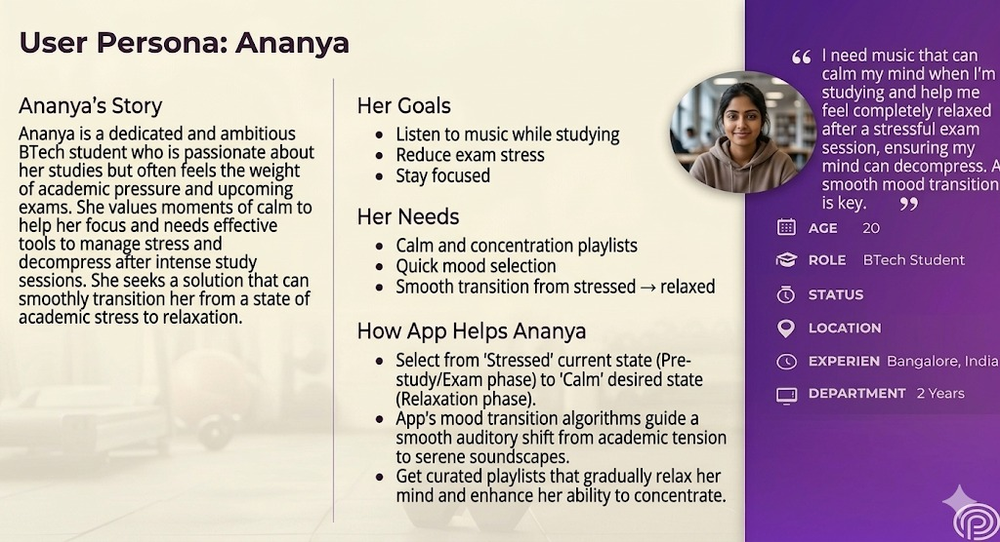 User Persona: Ananya
Ananya's Story
Ananya is a dedicated and ambitious
BTech student who is passionate about
her studies but often feels the weight
of academic pressure and upcoming
exams. She values moments of calm to
help her focus and needs effective
tools to manage stress and
decompress after intense study
sessions. She seeks a solution that can
smoothly transition her from a state of
academic stress to relaxation.
Her Goals
• Listen to music while studying
• Reduce exam stress
• Stay focused
Her Needs
• Calm and concentration playlists
• Quick mood selection
• Smooth transition from stressed → relaxed
How App Helps Ananya
• Select from 'Stressed' current state (Pre-
study/Exam phase) to 'Calm' desired state
(Relaxation phase).
• App's mood transition algorithms guide a
smooth auditory shift from academic tension
to serene soundscapes.
• Get curated playlists that gradually relax her
mind and enhance her ability to concentrate.
“ I need music that can
calm my mind when I'm
studying and help me
feel completely relaxed
after a stressful exam
session, ensuring my
mind can decompress. A
smooth mood transition
is key. ”
AGE 20
ROLE BTech Student
STATUS
LOCATION
EXPERIEN Bangalore, India
DEPARTMENT 2 Years